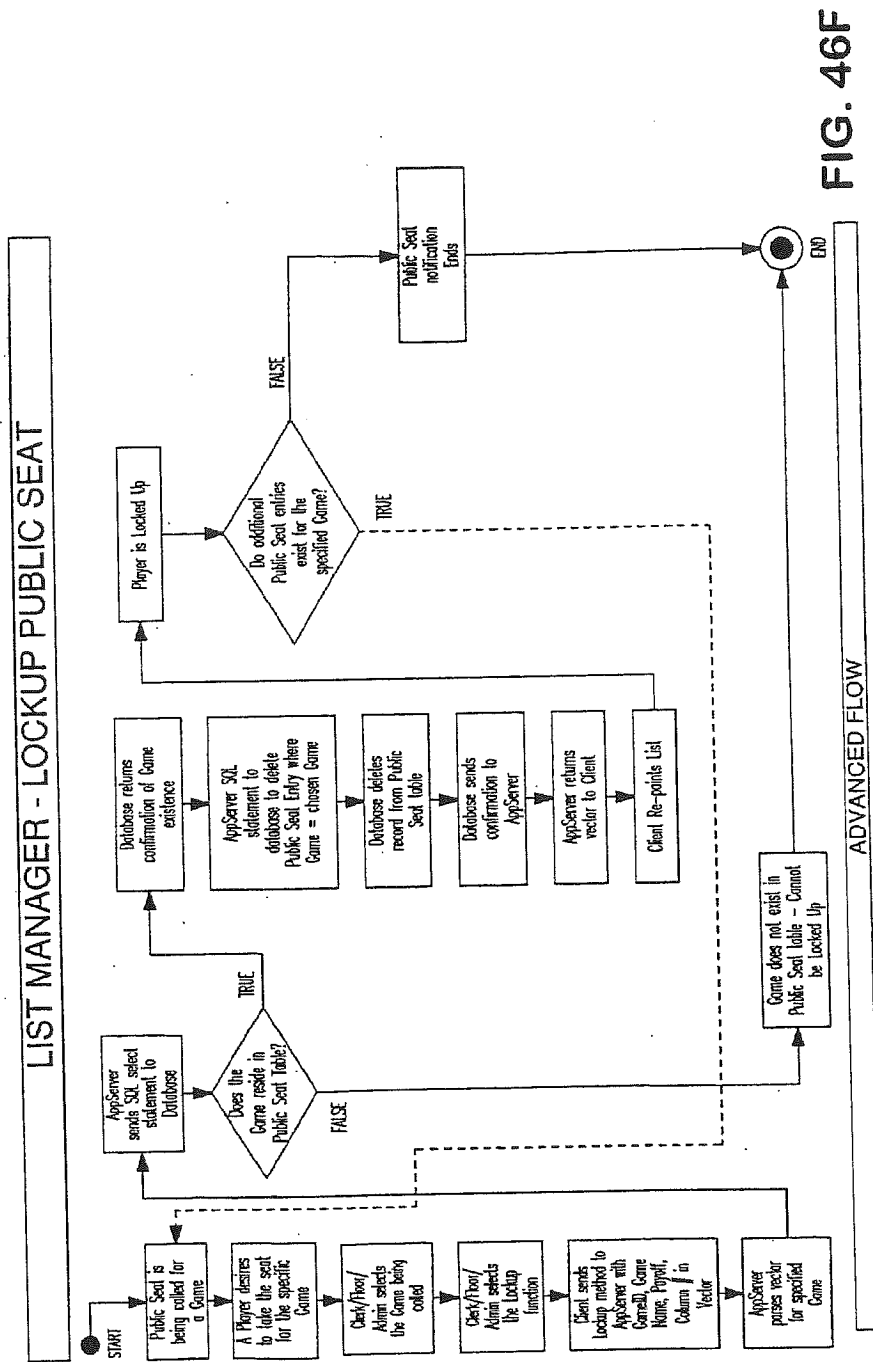 LIST MANAGER - LOCKUP PUBLIC SEAT
START
Public Seat is
being called for
a Game
A Player desires
to take the seat
for the specific
Game
Clerk/Floor/
Admin selects
the Game being
called
Clerk/Floor/
Admin selects
the Lockup
function
Client sends
Lockup method to
AppServer with
GameID, Game
Name, Payoff,
Column / in
Vector
AppServer
parses vector
for specified
Game
AppServer
sends SQL select
statement to
Database
Does the
Game reside in
Public Seat Table?
TRUE
FALSE
Database returns
confirmation of Game
existence
AppServer SQL
statement to
database to delete
Public Seat Entry where
Game = chosen Game
Database deletes
record from Public
Seat table
Database sends
confirmation to
AppServer
AppServer returns
vector to Client
Client Re-points List
Player is Locked Up
Do additional
Public Seat entries
exist for the
specified Game?
FALSE
TRUE
Public Seat
notification
Ends
Game does not exist in
Public Seat table - Cannot
be Locked Up
END
ADVANCED FLOW
FIG. 46F